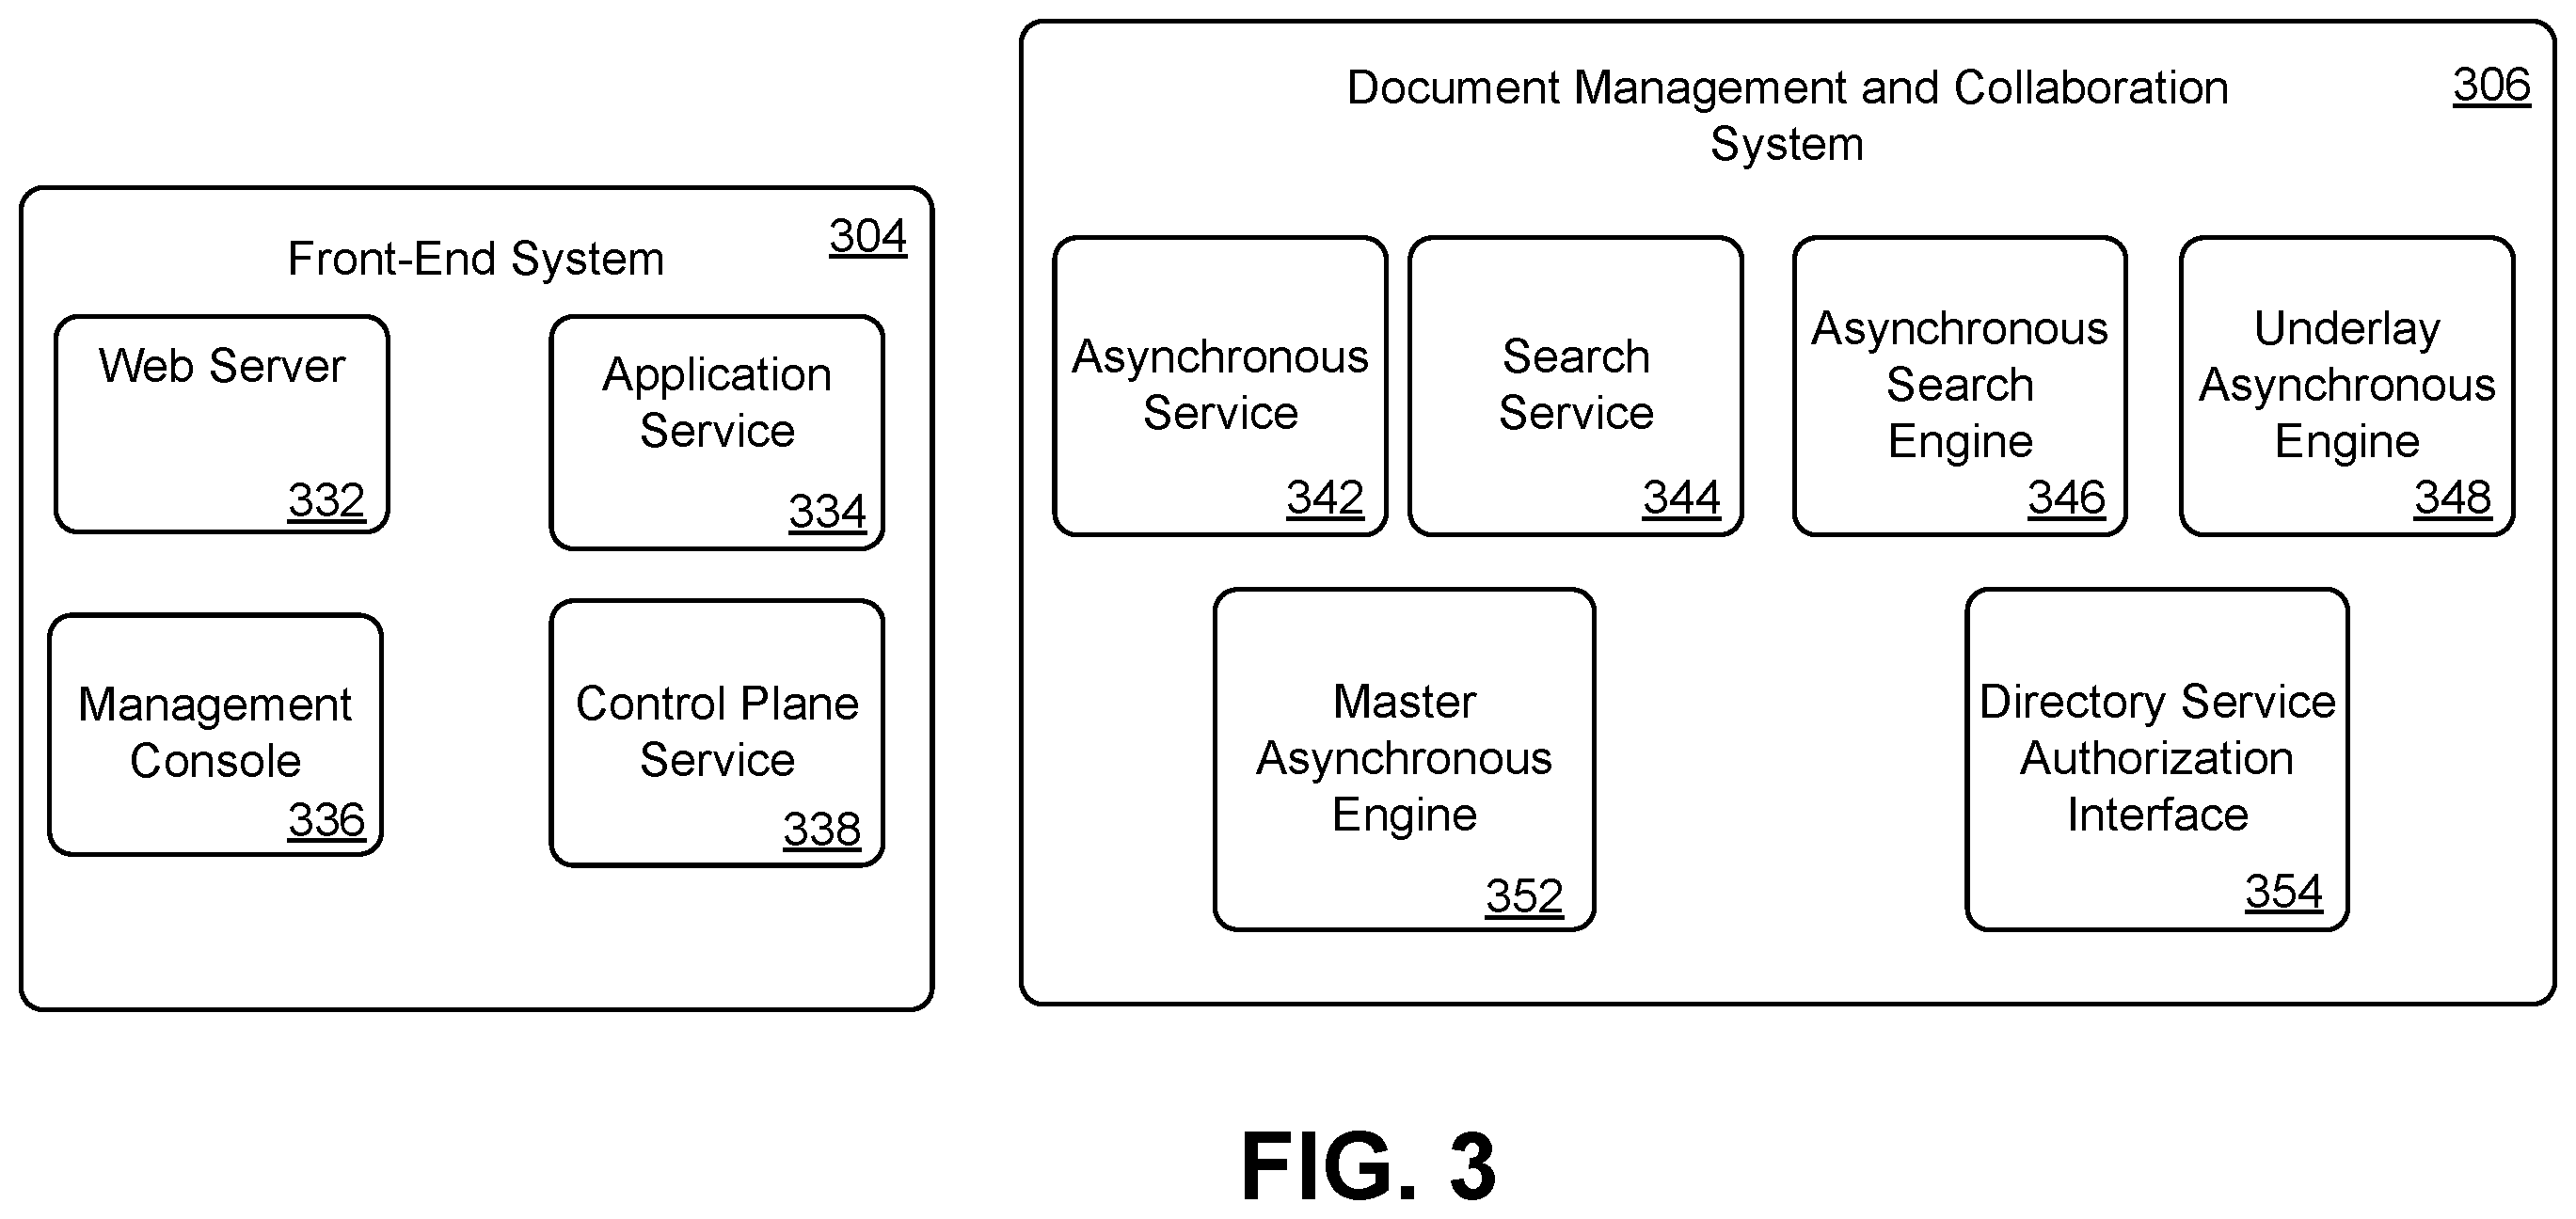 Document Management and Collaboration
System
306
Front-End System
304
Web Server
332
Application
Service
334
Management
Console
336
Control Plane
Service
338
Asynchronous
Service
342
Search
Service
344
Asynchronous
Search
Engine
346
Underlay
Asynchronous
Engine
348
Master
Asynchronous
Engine
352
Directory Service
Authorization
Interface
354
FIG. 3